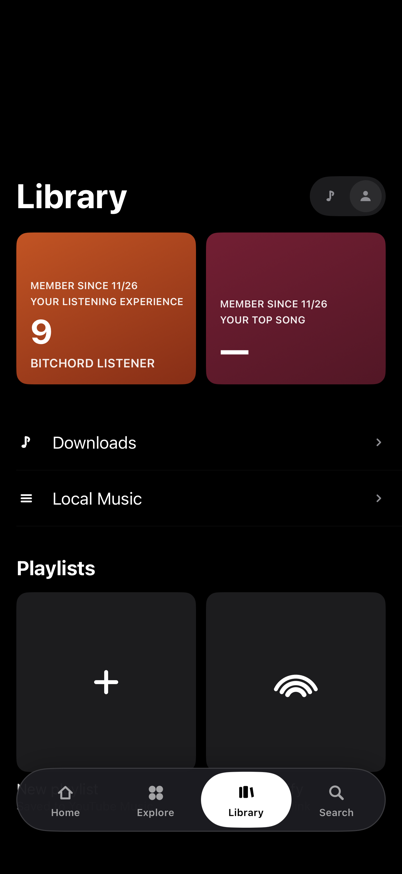 Library
MEMBER SINCE 11/26
YOUR LISTENING EXPERIENCE
9
BITCHORD LISTENER
MEMBER SINCE 11/26
YOUR TOP SONG
—
Downloads
Local Music
Playlists
Home
Explore
Library
Search